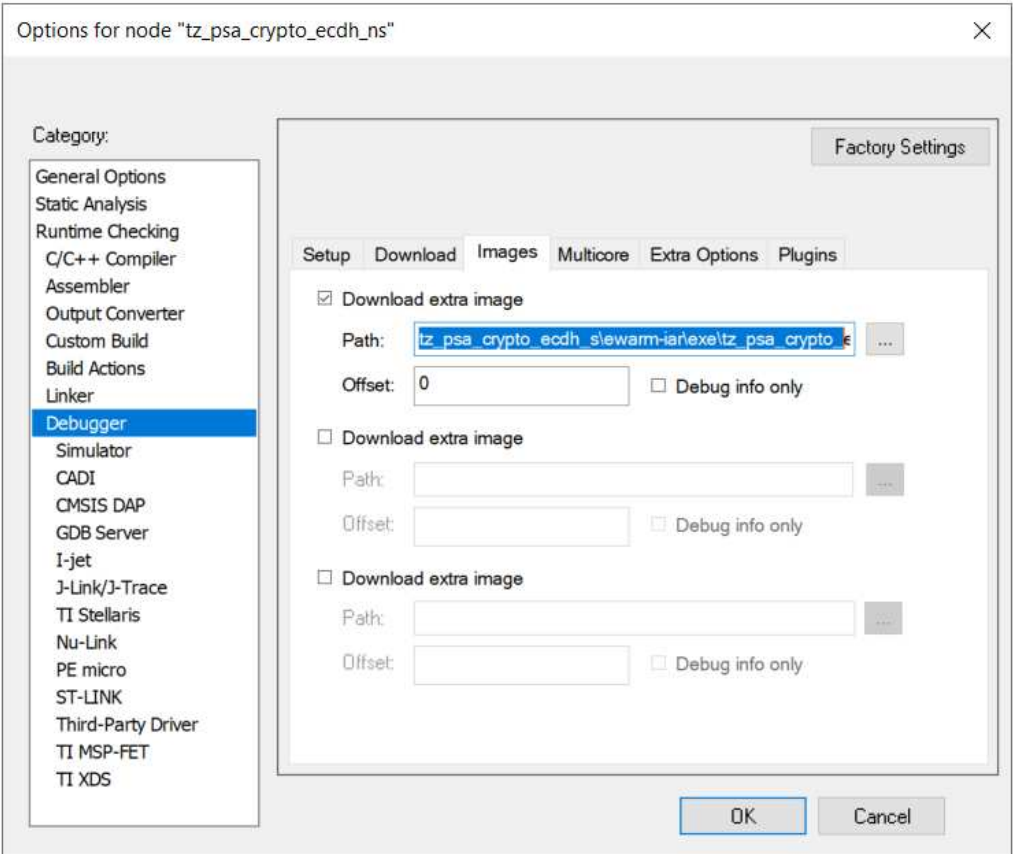 Options for node "tz_psa_crypto_ecdh_ns"
Category:
Factory Settings
General Options
Static Analysis
Runtime Checking
C/C++ Compiler
Assembler
Output Converter
Custom Build
Build Actions
Linker
Debugger
Simulator
CADI
CMSIS DAP
GDB Server
I-jet
J-Link/J-Trace
TI Stellaris
Nu-Link
PE micro
ST-LINK
Third-Party Driver
TI MSP-FET
TI XDS
Setup Download Images Multicore Extra Options Plugins
Download extra image
Path: tz_psa_crypto_ecdh_s\ewarm-iar\exe\tz_psa_crypto_e ...
Offset: 0 Debug info only
Download extra image
Path: ...
Offset: Debug info only
Download extra image
Path: ...
Offset: Debug info only
OK Cancel